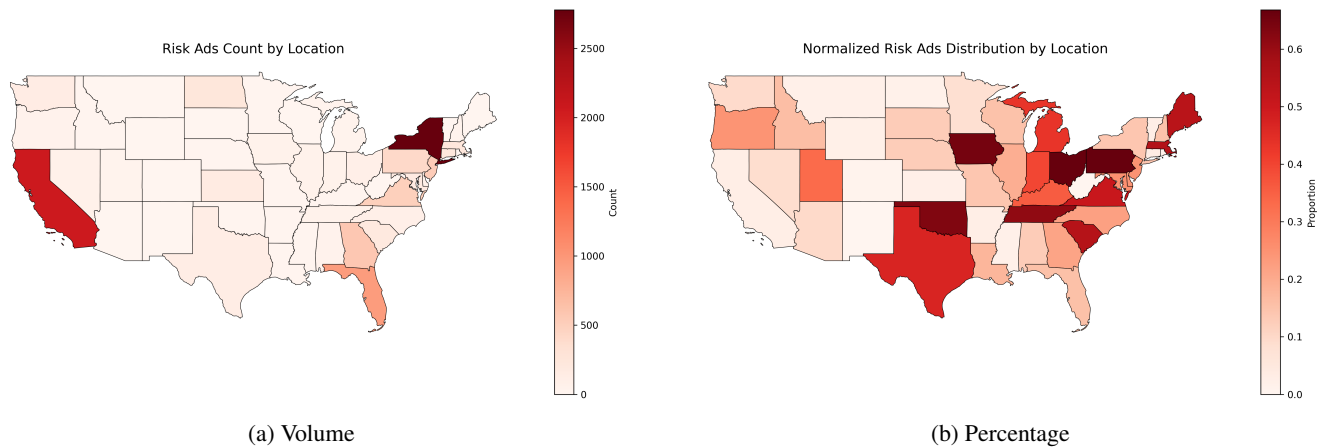 Risk Ads Count by Location
2500
2000
1500
1000
500
0
Count
(a) Volume
Normalized Risk Ads Distribution by Location
0.6
0.5
0.4
0.3
0.2
0.1
0.0
Proportion
(b) Percentage